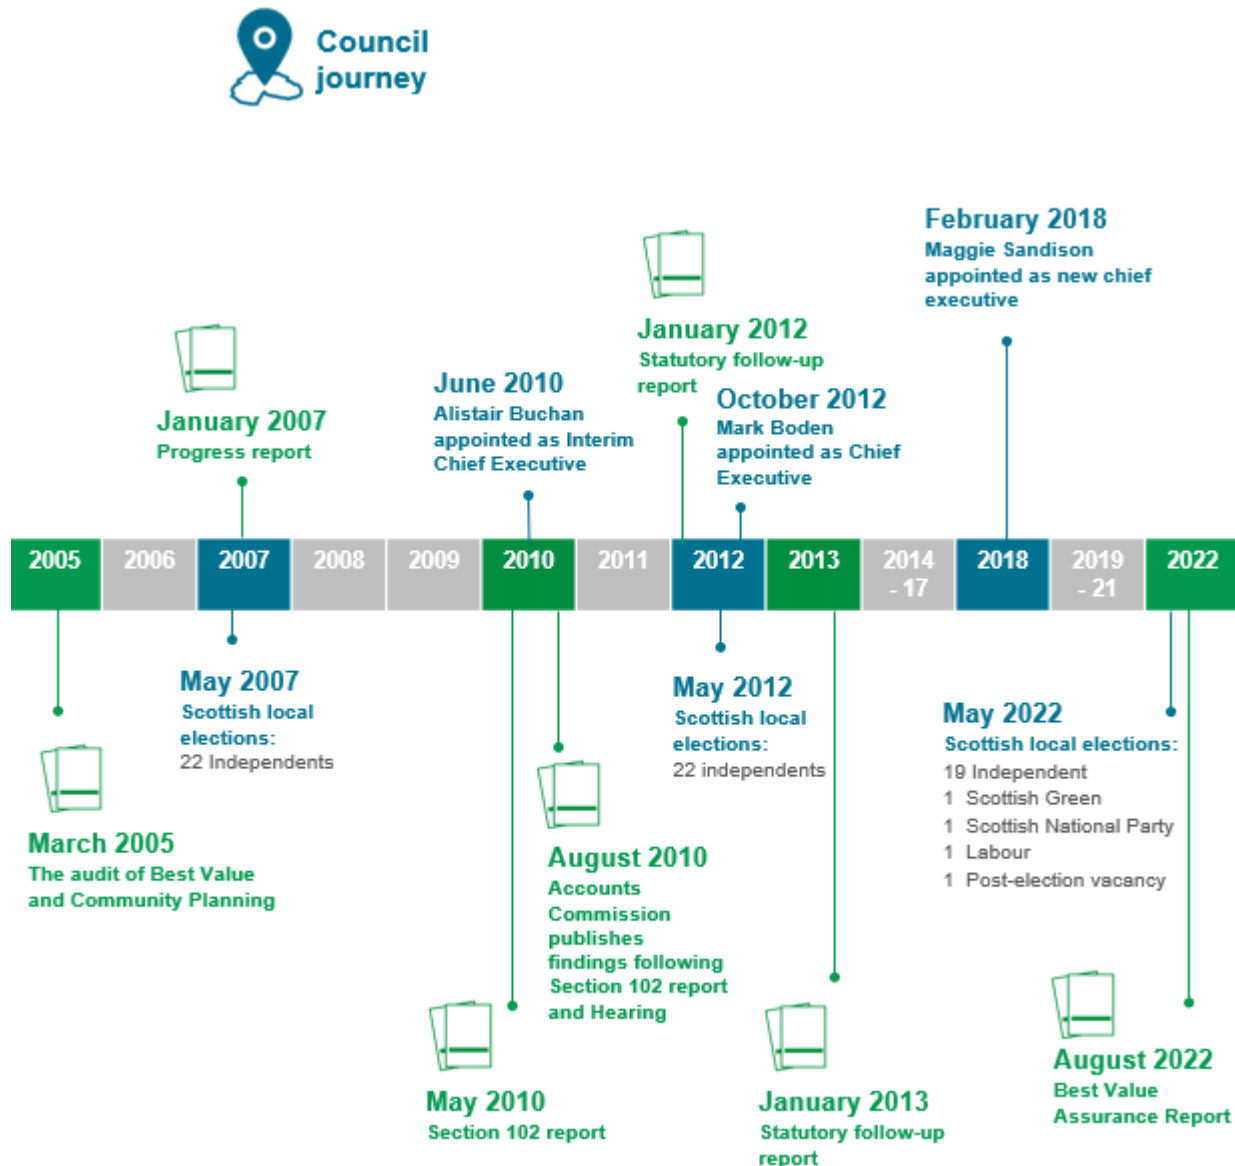 Council
journey
February 2018
Maggie Sandison
appointed as new chief
executive
January 2012
Statutory follow-up
report
June 2010
Alistair Buchan
appointed as Interim
Chief Executive
October 2012
Mark Boden
appointed as Chief
Executive
January 2007
Progress report
2005
2006
2007
2008
2009
2010
2011
2012
2013
2014
- 17
2018
2019
- 21
2022
May 2007
Scottish local
elections:
22 Independents
May 2012
Scottish local
elections:
22 independents
May 2022
Scottish local elections:
19 Independent
1 Scottish Green
1 Scottish National Party
1 Labour
1 Post-election vacancy
March 2005
The audit of Best Value
and Community Planning
August 2010
Accounts
Commission
publishes
findings following
Section 102 report
and Hearing
May 2010
Section 102 report
January 2013
Statutory follow-up
report
August 2022
Best Value
Assurance Report